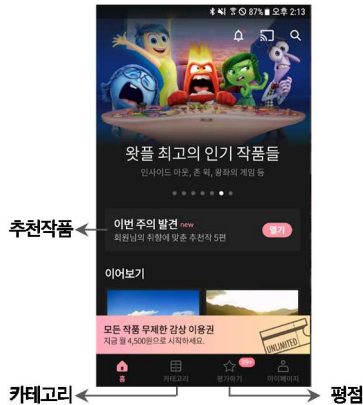 87% 오후 2:13
왓플 최고의 인기 작품들
인사이드 아웃, 존 윅, 왕좌의 게임 등
추천작품
이번 주의 발견 new
회원님의 취향에 맞춘 추천작 5편
열기
이어보기
모든 작품 무제한 감상 이용권
지금 월 4,500원으로 시작하세요.
UNLIMITED
99+
홈
카테고리
평가하기
마이페이지
카테고리
평점